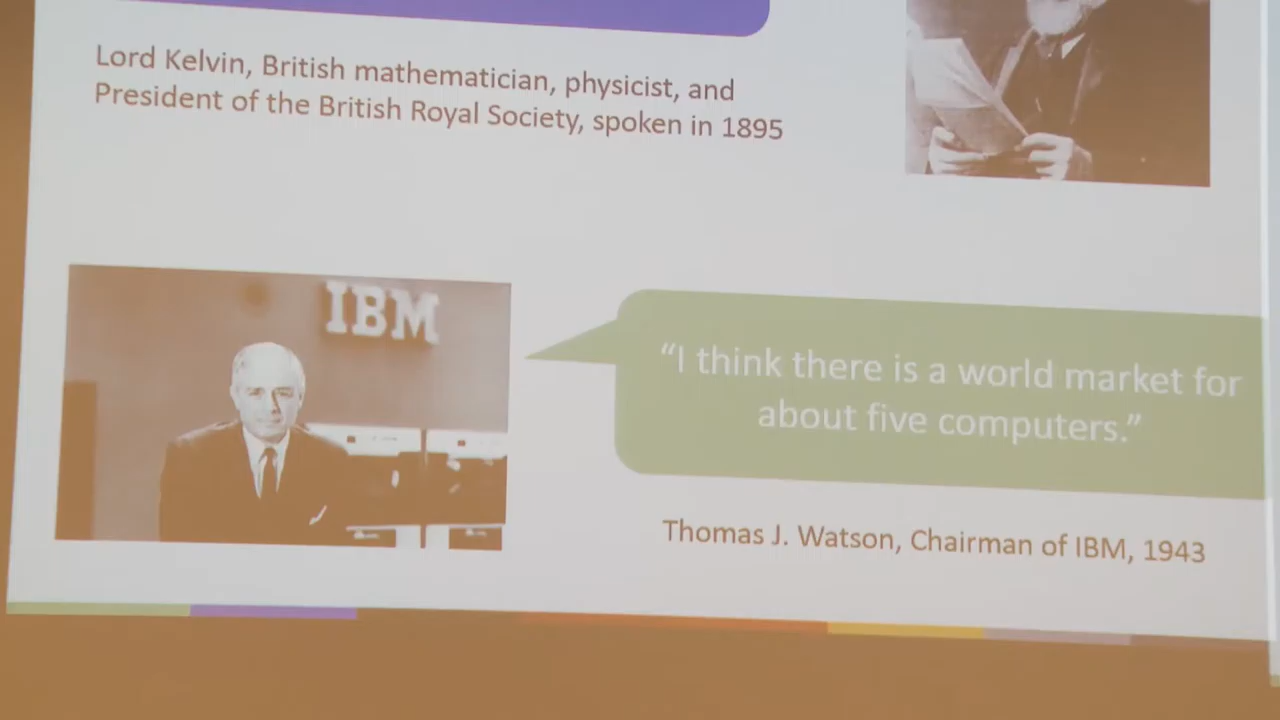 Lord Kelvin, British mathematician, physicist, and
President of the British Royal Society, spoken in 1895
IBM
“I think there is a world market for
about five computers.”
Thomas J. Watson, Chairman of IBM, 1943